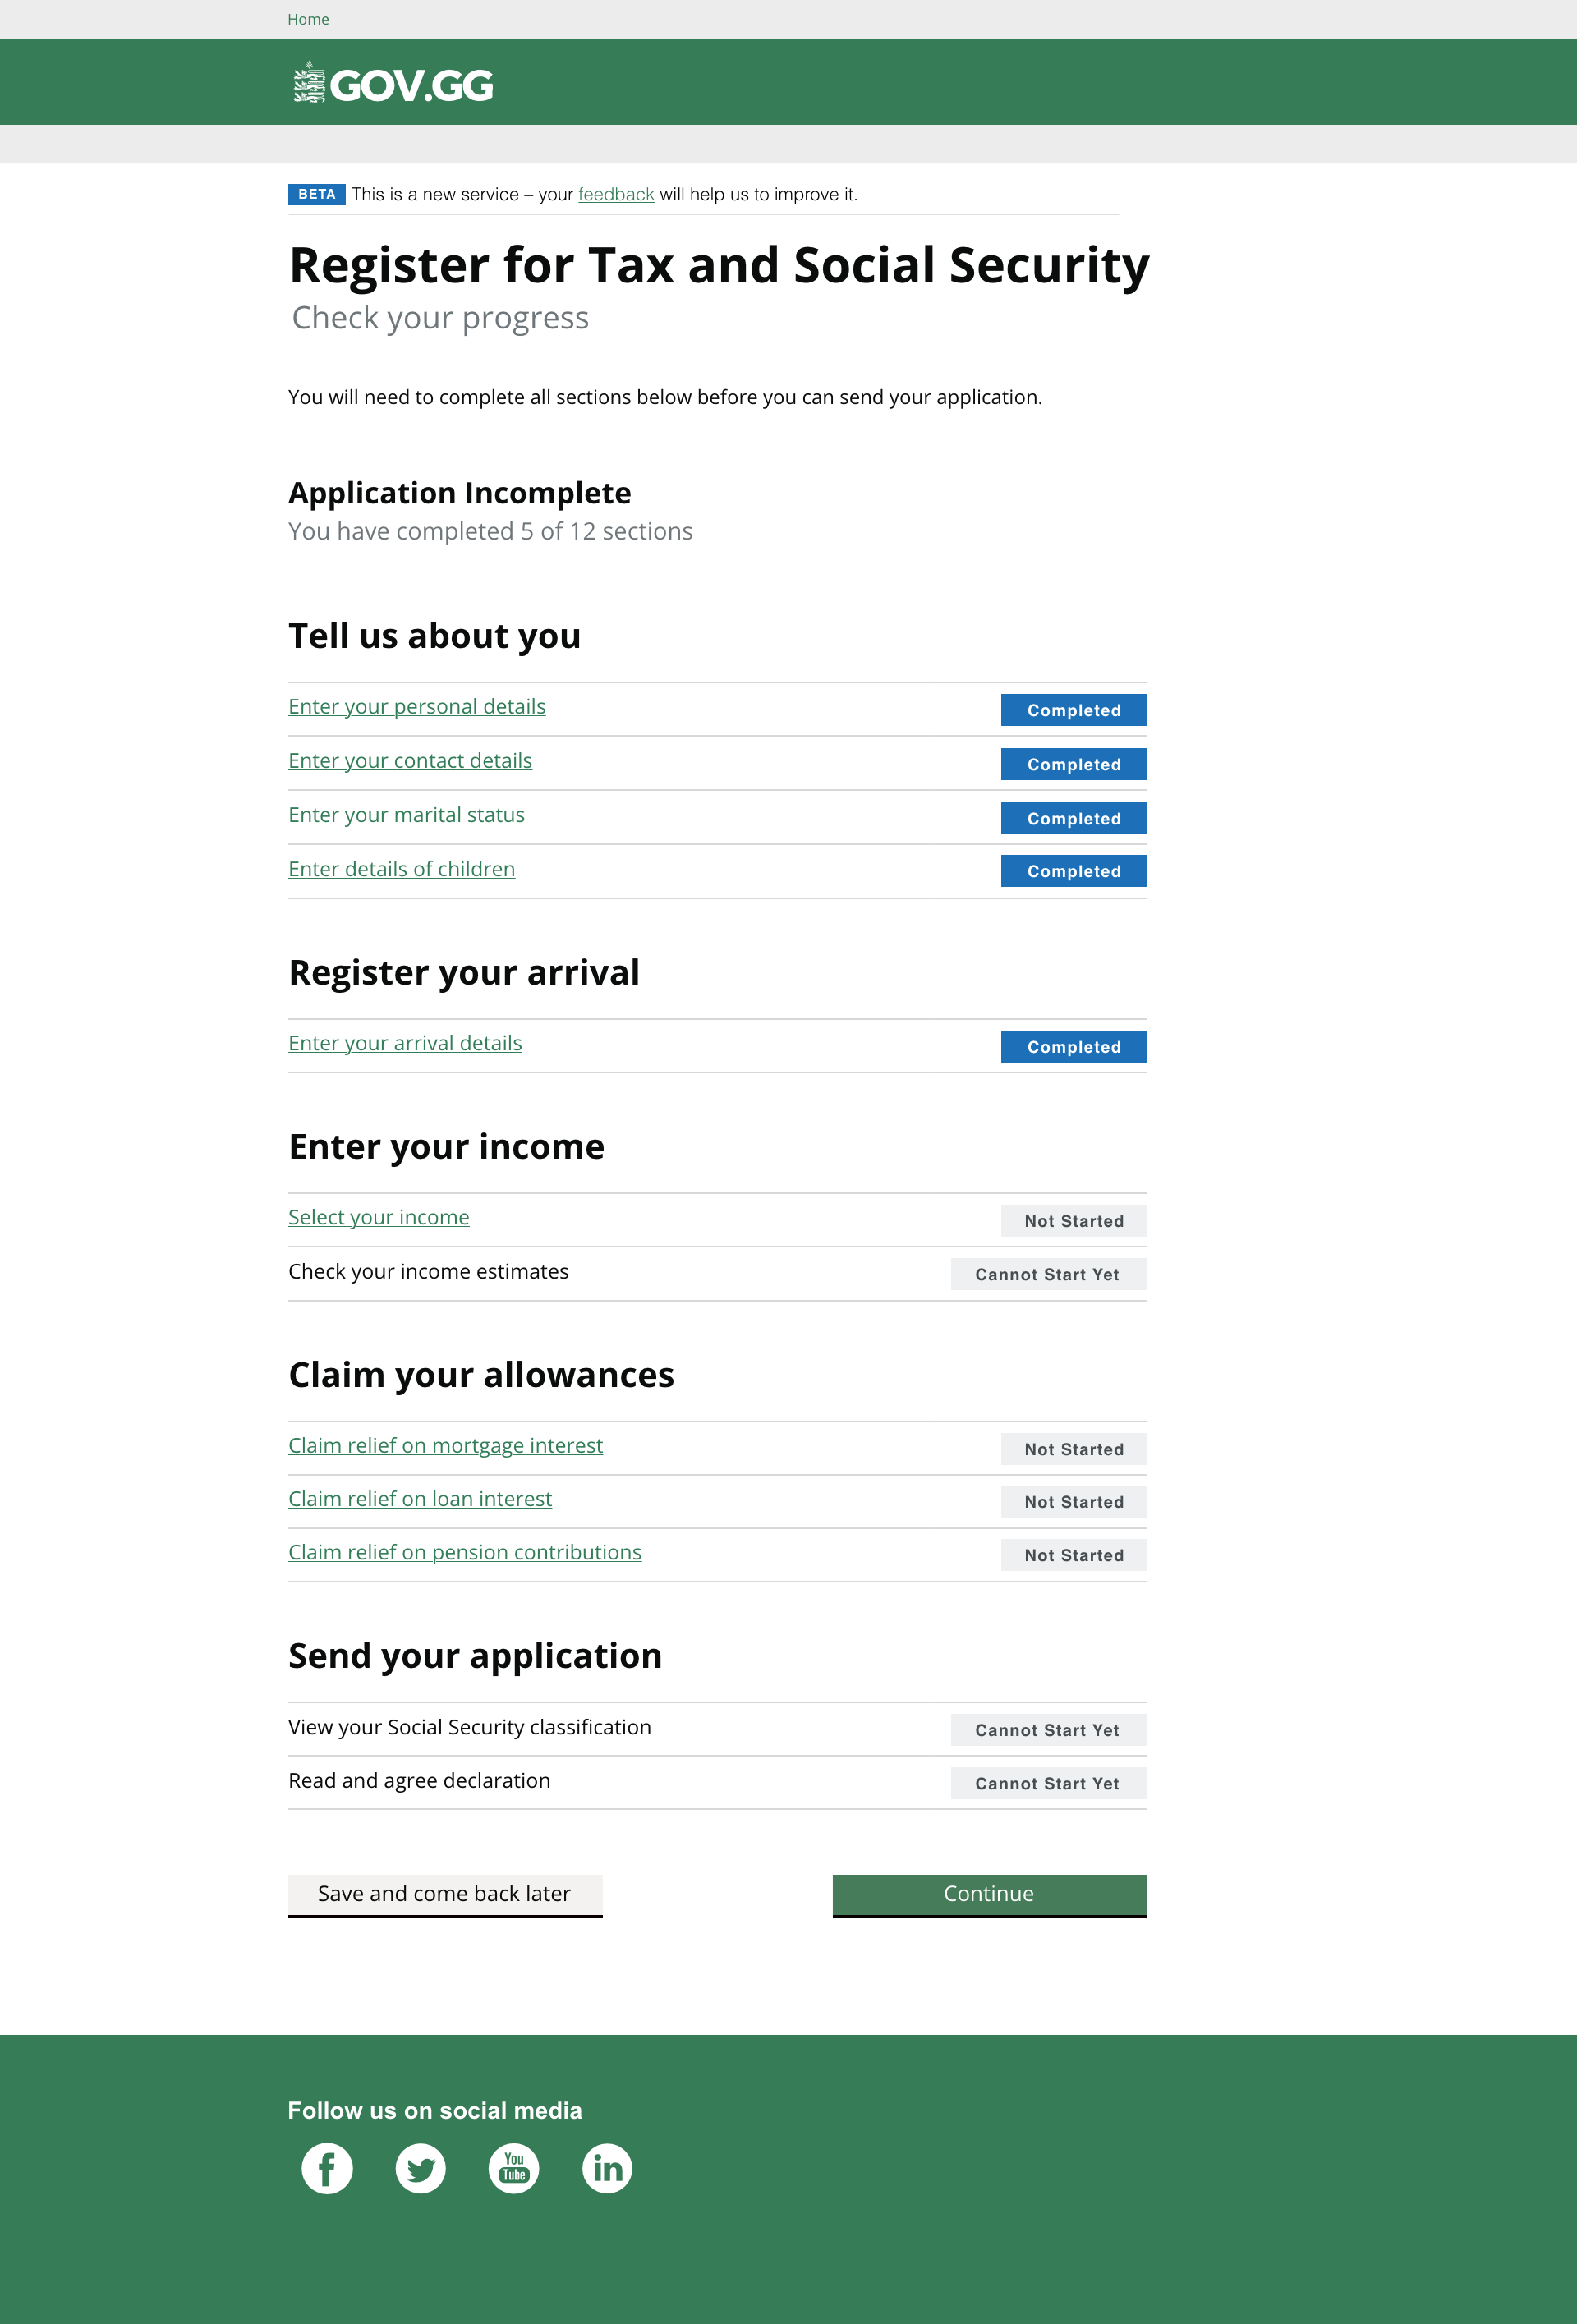 Home
GOV.GG
BETA This is a new service – your feedback will help us to improve it.
Register for Tax and Social Security
Check your progress
You will need to complete all sections below before you can send your application.
Application Incomplete
You have completed 5 of 12 sections
Tell us about you
Enter your personal details Completed
Enter your contact details Completed
Enter your marital status Completed
Enter details of children Completed
Register your arrival
Enter your arrival details Completed
Enter your income
Select your income Not Started
Check your income estimates Cannot Start Yet
Claim your allowances
Claim relief on mortgage interest Not Started
Claim relief on loan interest Not Started
Claim relief on pension contributions Not Started
Send your application
View your Social Security classification Cannot Start Yet
Read and agree declaration Cannot Start Yet
Save and come back later Continue
Follow us on social media
You
Tube
in